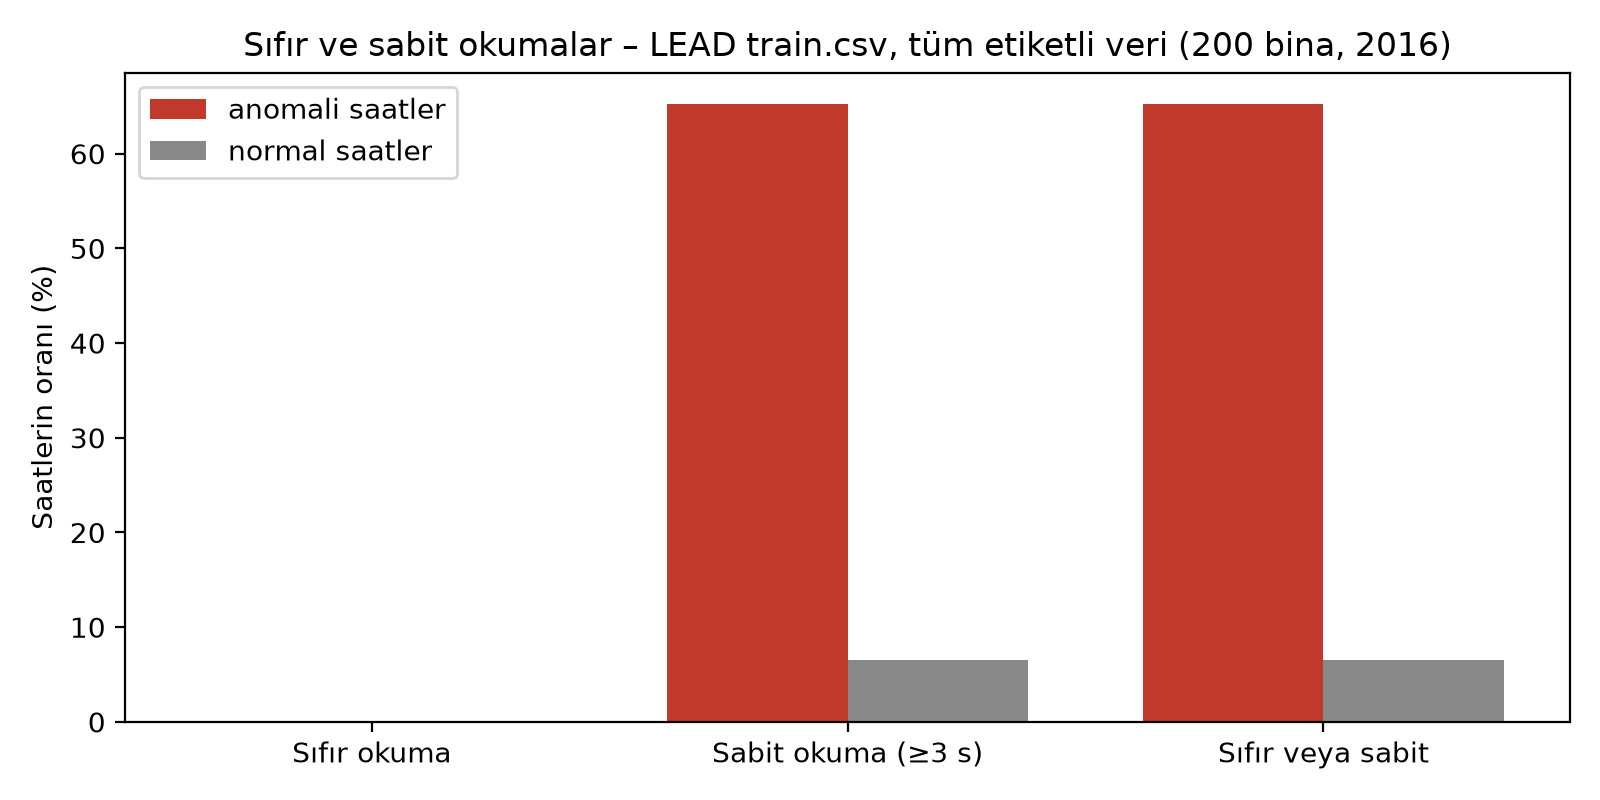 Sıfır ve sabit okumalar – LEAD train.csv, tüm etiketli veri (200 bina, 2016)
anomali saatler
normal saatler
Saatlerin oranı (%)
60
50
40
30
20
10
0
Sıfır okuma
Sabit okuma (≥3 s)
Sıfır veya sabit